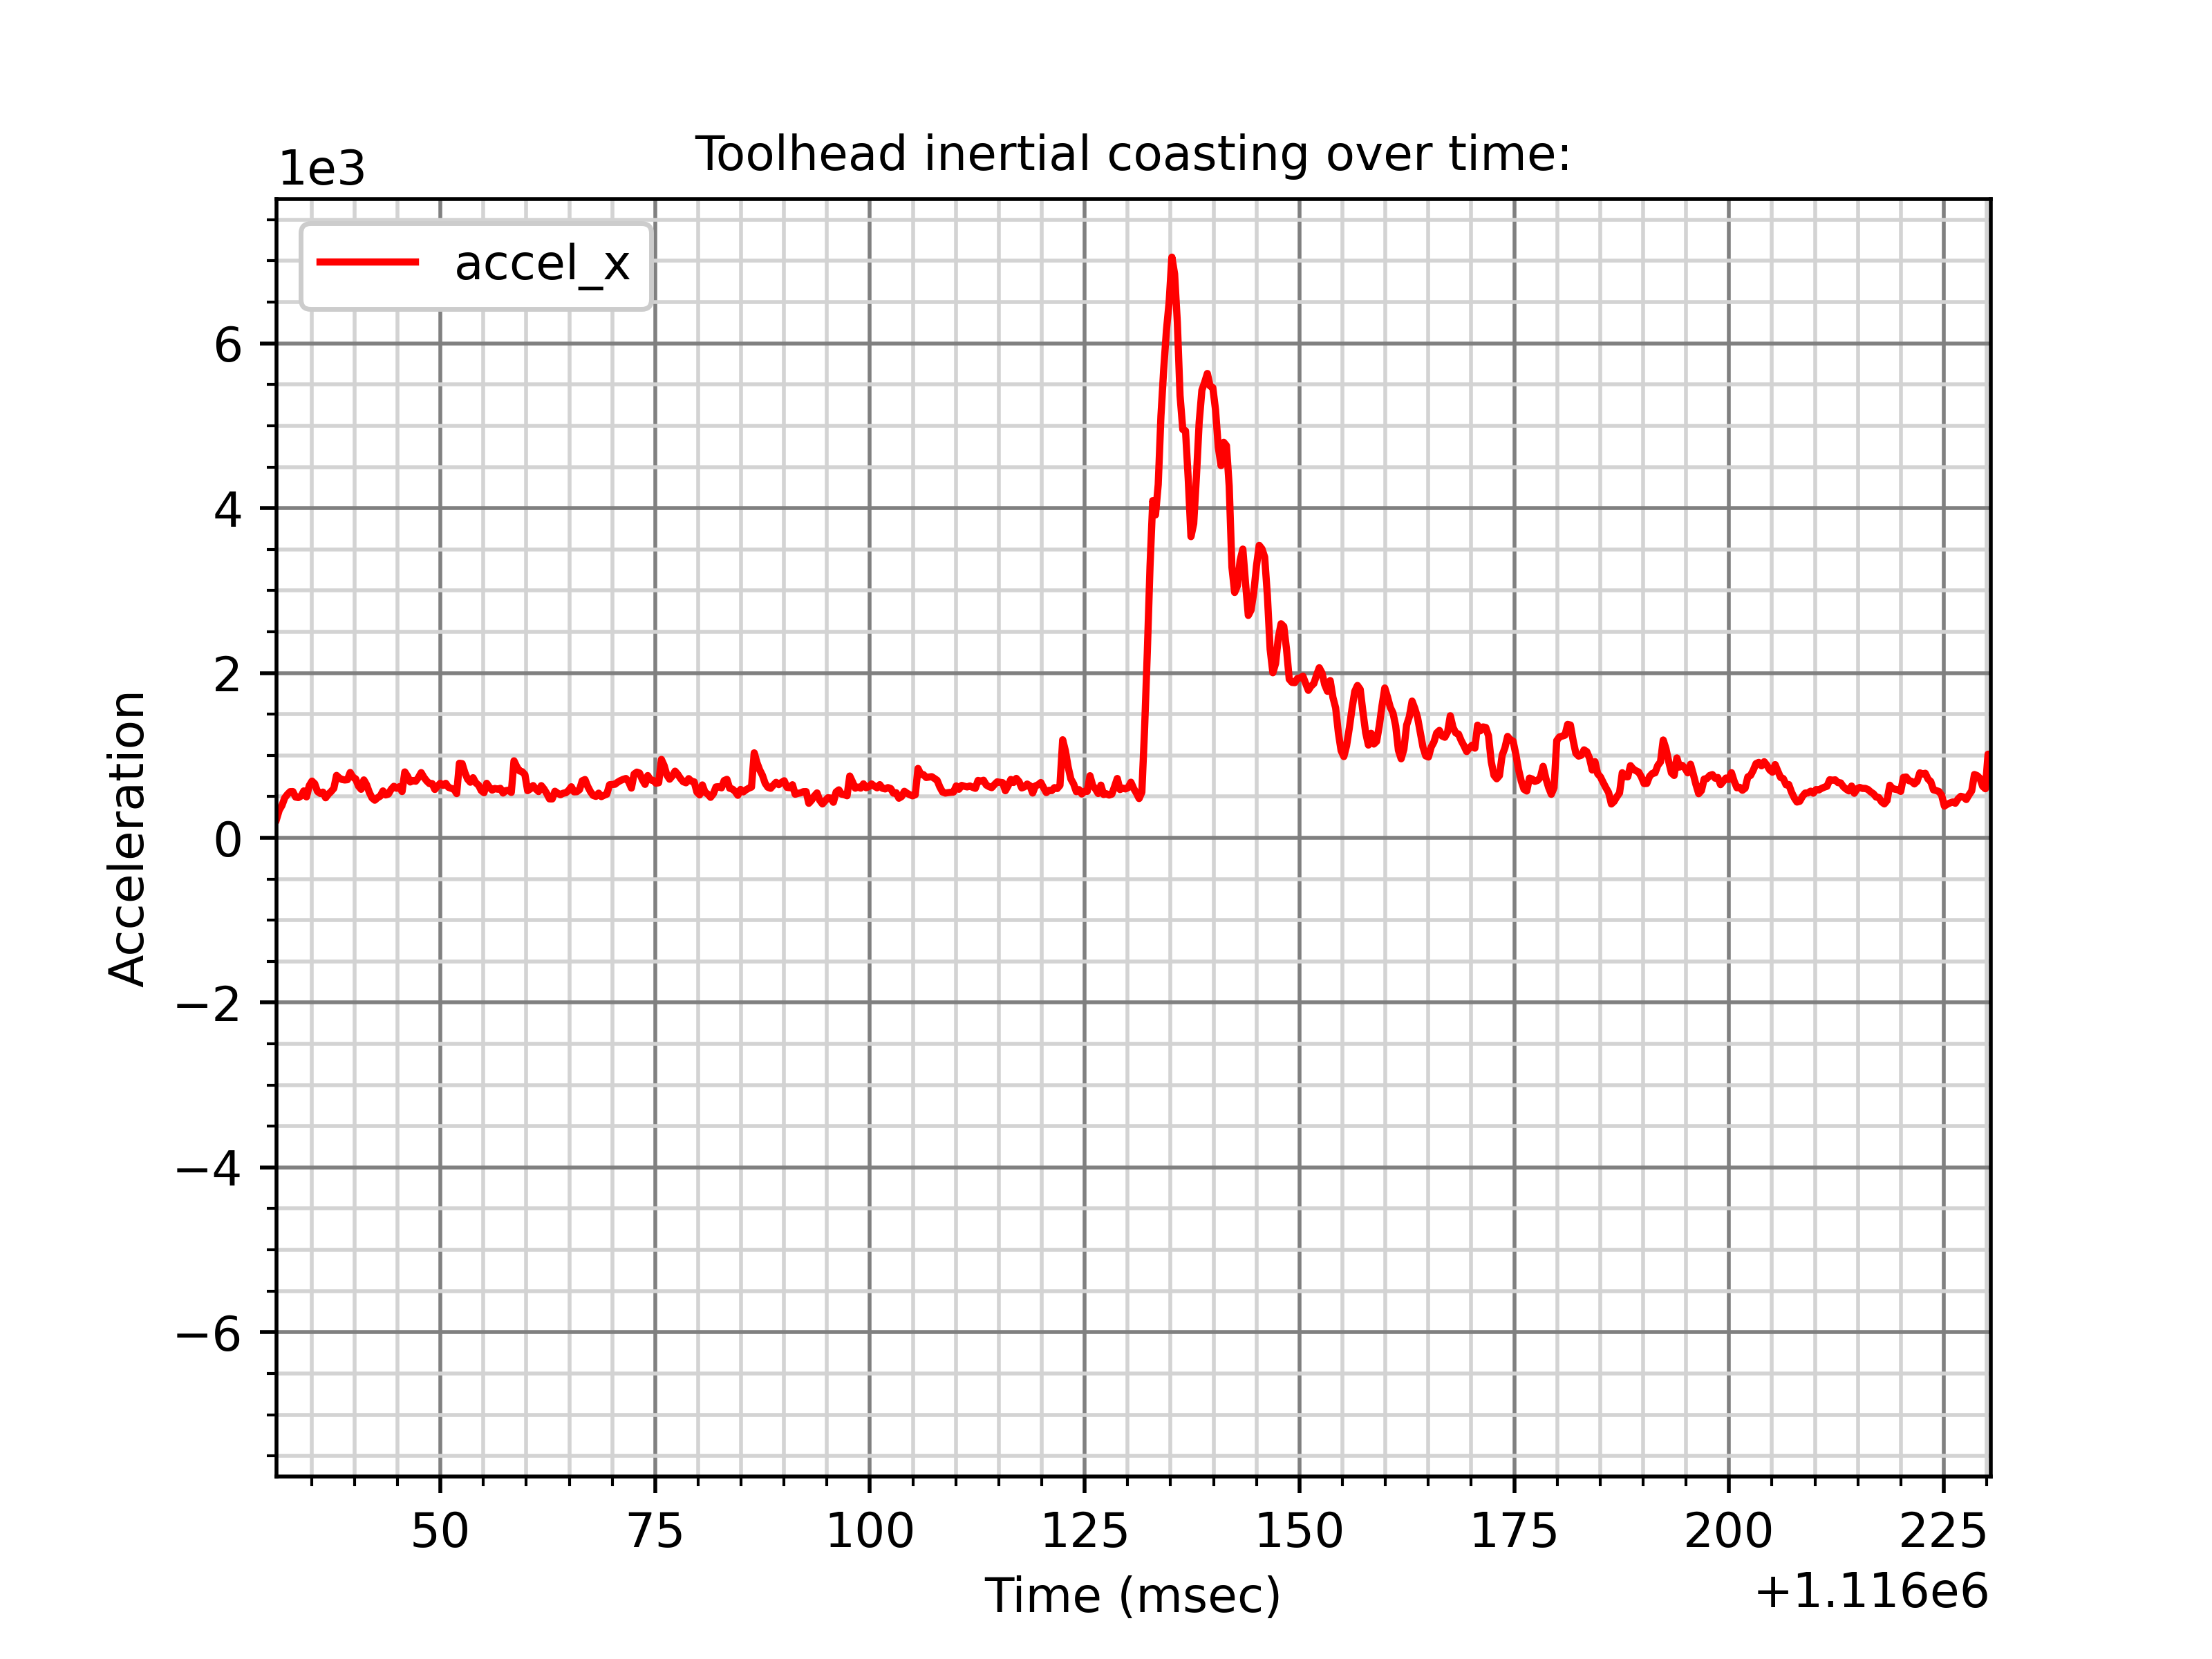 Toolhead inertial coasting over time:
1e3
accel_x
6
4
2
0
−2
−4
−6
Acceleration
50 75 100 125 150 175 200 225
Time (msec)
+1.116e6